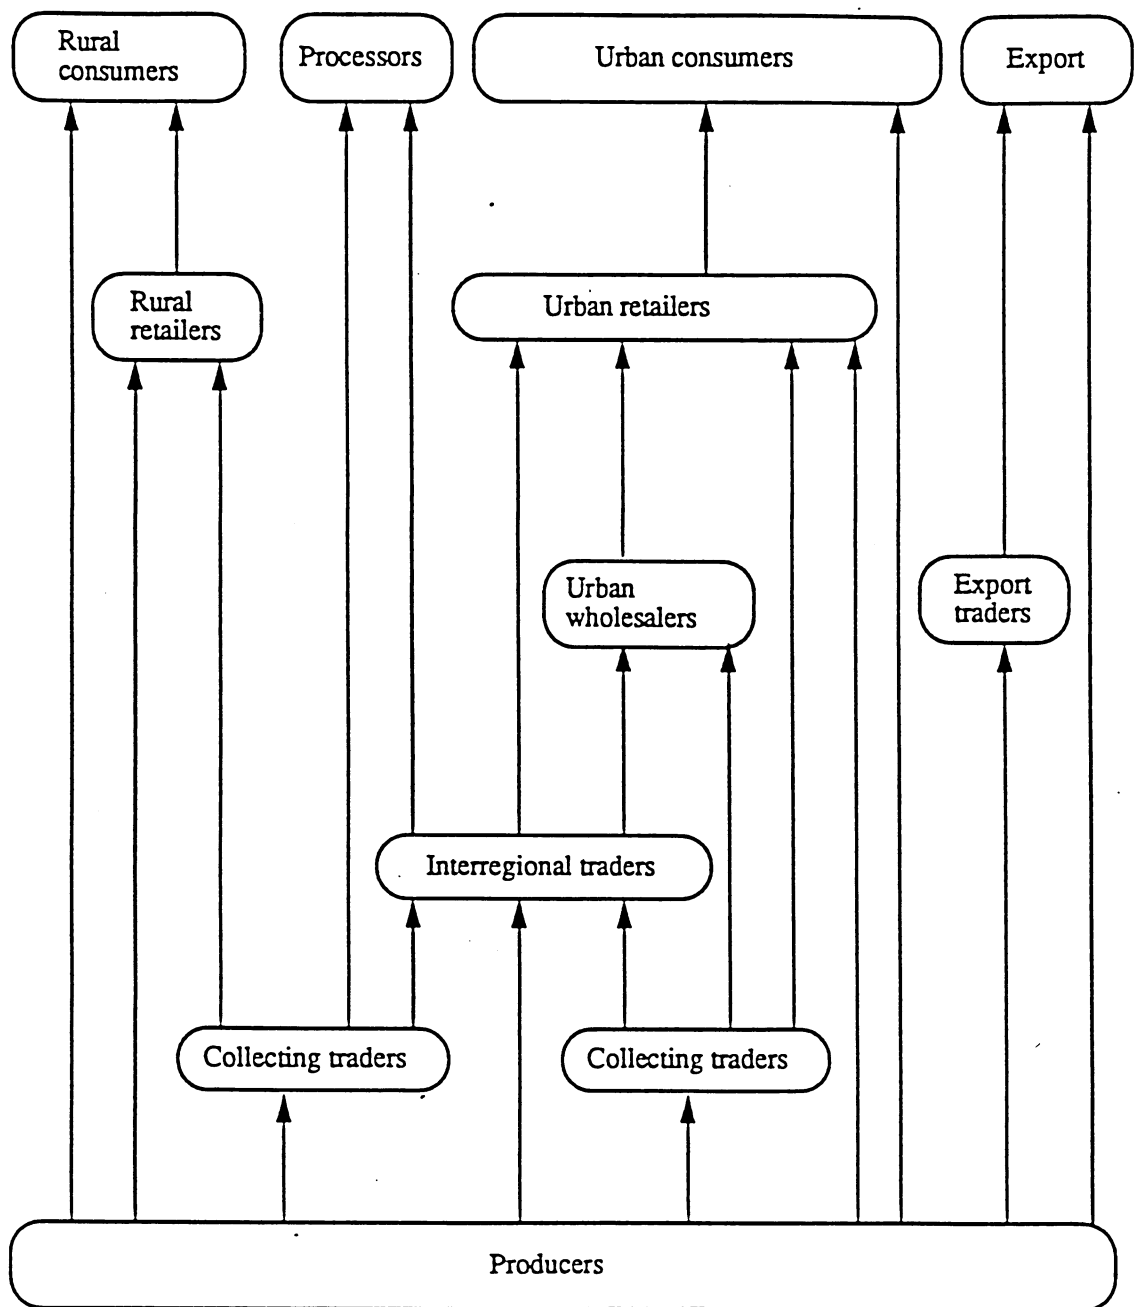 Rural
consumers
Processors
Urban consumers
Export
Rural
retailers
Urban retailers
Urban
wholesalers
Export
traders
Interregional traders
Collecting traders
Collecting traders
Producers